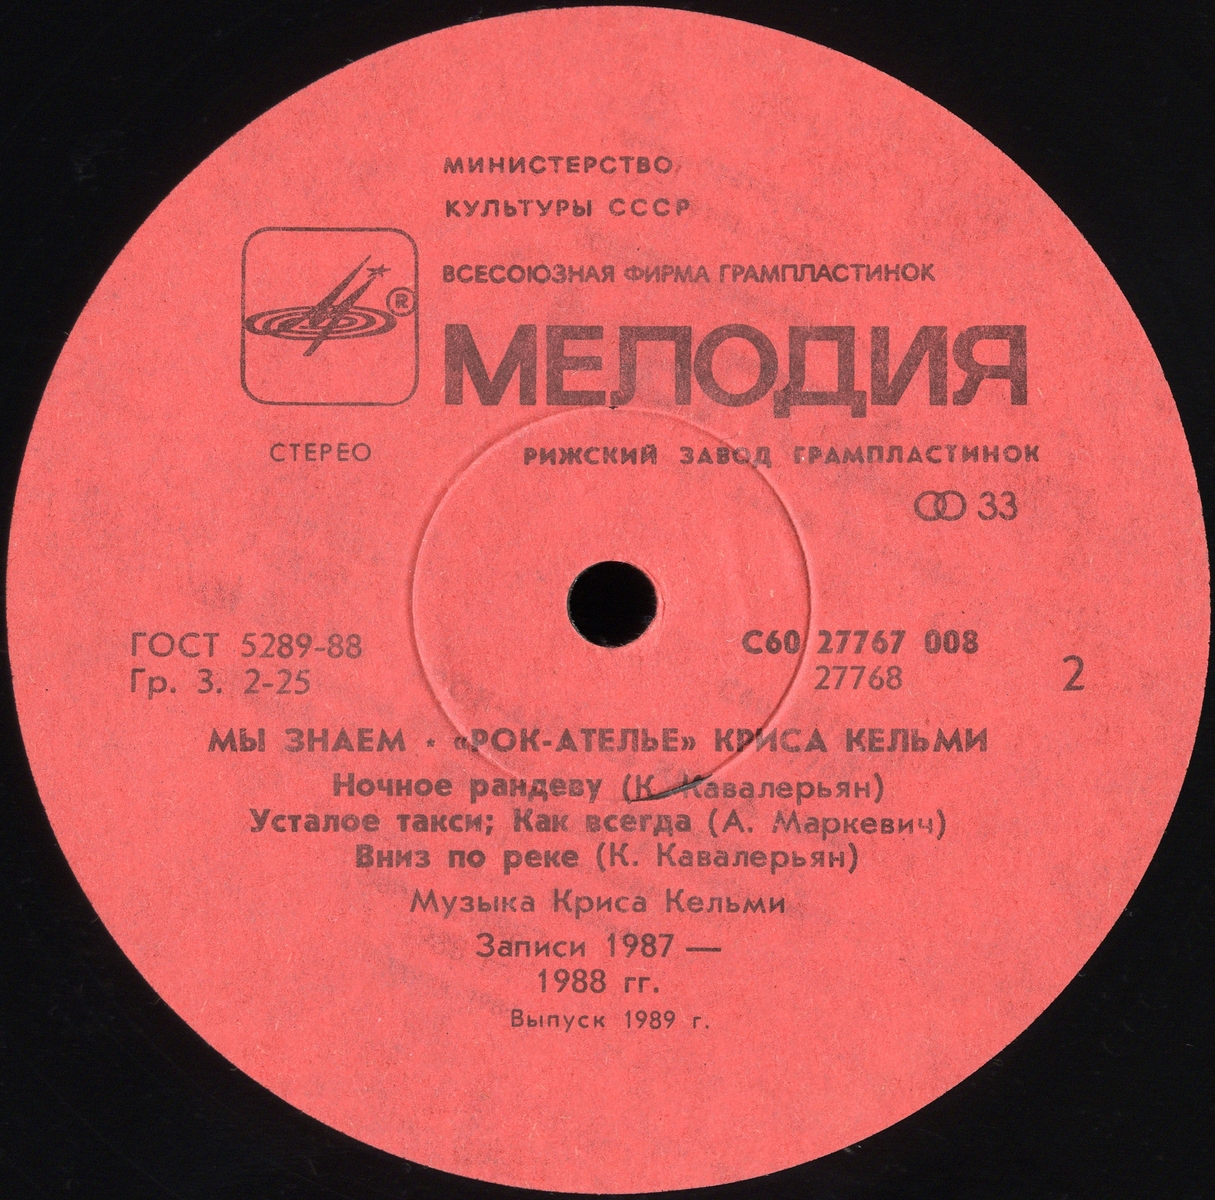 МИНИСТЕРСТВО
КУЛЬТУРЫ СССР
ВСЕСОЮЗНАЯ ФИРМА ГРАМПЛАСТИНОК
®
МЕЛОДИЯ
СТЕРЕО
РИЖСКИЙ ЗАВОД ГРАМПЛАСТИНОК
33
ГОСТ 5289-88
Гр. 3. 2-25
С60 27767 008
27768
2
МЫ ЗНАЕМ · «РОК-АТЕЛЬЕ» КРИСА КЕЛЬМИ
Ночное рандеву (К. Кавалерьян)
Усталое такси; Как всегда (А. Маркевич)
Вниз по реке (К. Кавалерьян)
Музыка Криса Кельми
Записи 1987 —
1988 гг.
Выпуск 1989 г.